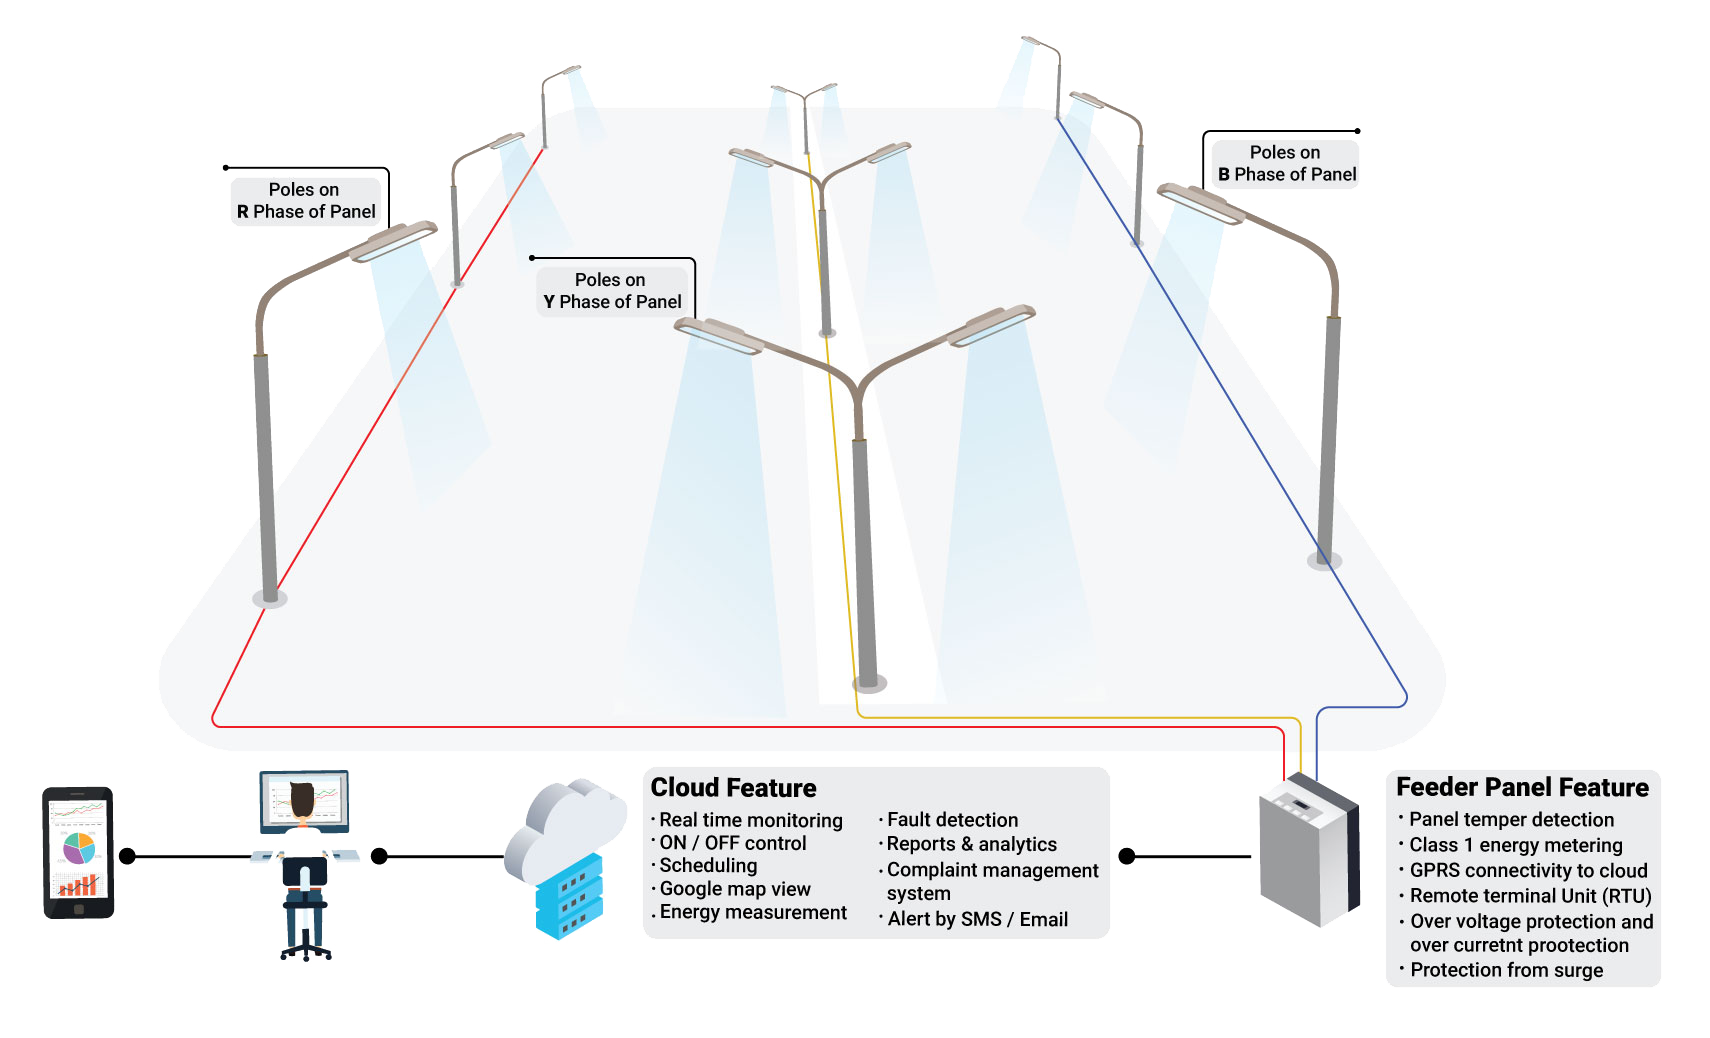 Poles on
B Phase of Panel
Poles on
R Phase of Panel
Poles on
Y Phase of Panel
Cloud Feature
· Real time monitoring
· ON / OFF control
· Scheduling
· Google map view
· Energy measurement
· Fault detection
· Reports & analytics
· Complaint management
system
· Alert by SMS / Email
Feeder Panel Feature
· Panel temper detection
· Class 1 energy metering
· GPRS connectivity to cloud
· Remote terminal Unit (RTU)
· Over voltage protection and
over curretnt prootection
· Protection from surge